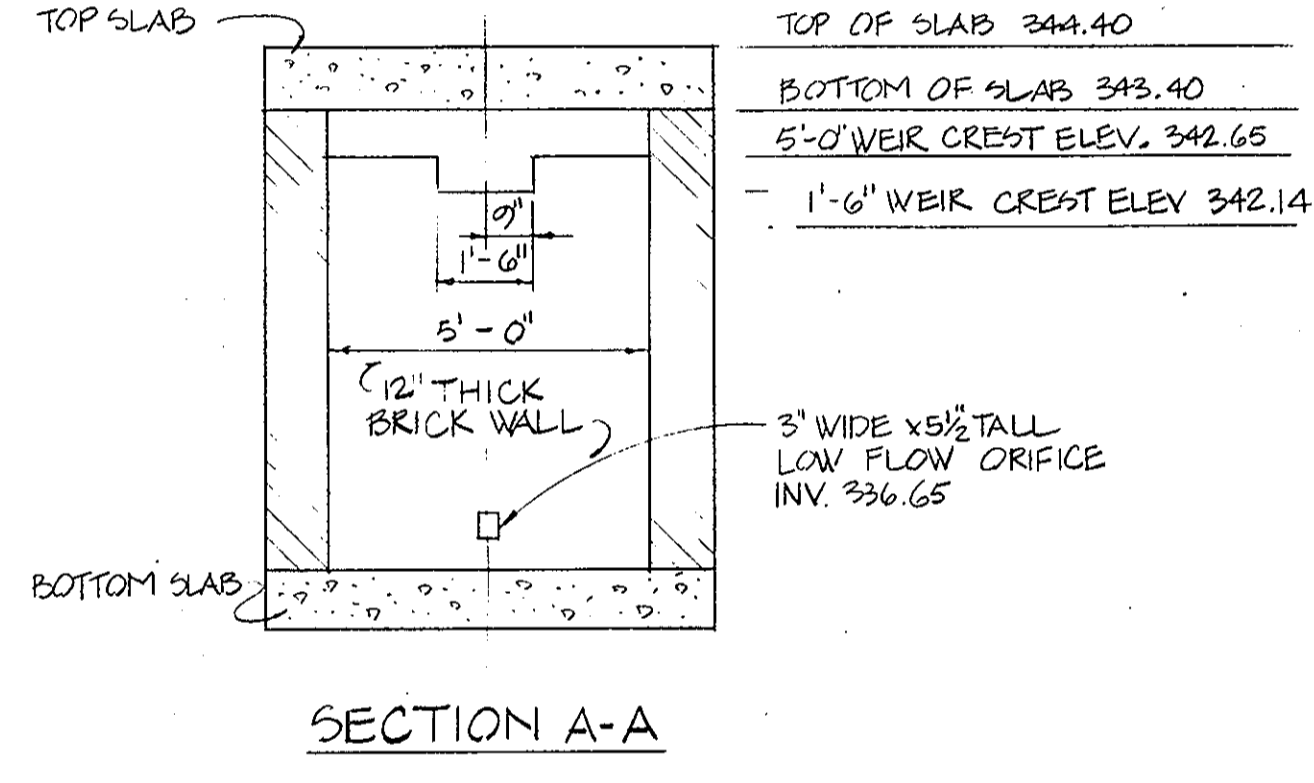 TOP SLAB
TOP OF SLAB 344.40
BOTTOM OF SLAB 343.40
5'-0" WEIR CREST ELEV. 342.65
1'-6" WEIR CREST ELEV 342.14
9"
1'-6"
5'-0"
12" THICK
BRICK WALL
3" WIDE x 5½" TALL
LOW FLOW ORIFICE
INV. 336.65
BOTTOM SLAB
SECTION A-A